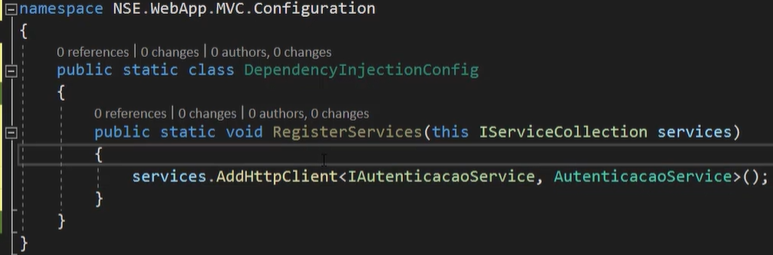 namespace NSE.WebApp.MVC.Configuration
{
0 references | 0 changes | 0 authors, 0 changes
public static class DependencyInjectionConfig
{
0 references | 0 changes | 0 authors, 0 changes
public static void RegisterServices(this IServiceCollection services)
{
services.AddHttpClient<IAutenticacaoService, AutenticacaoService>();
}
}
}